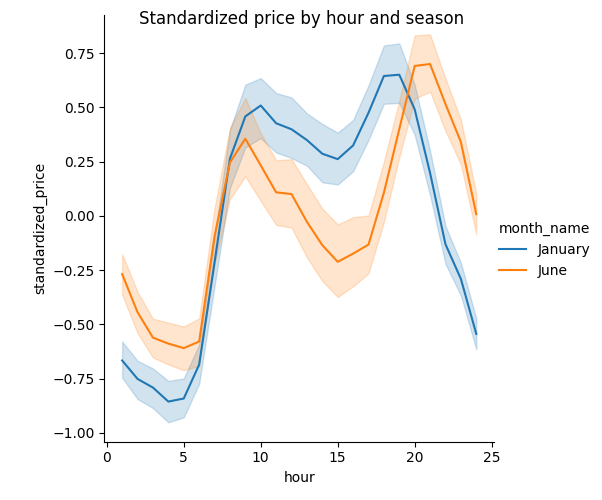 Standardized price by hour and season
standardized_price
0.75
0.50
0.25
0.00
−0.25
−0.50
−0.75
−1.00
0
5
10
15
20
25
hour
month_name
January
June